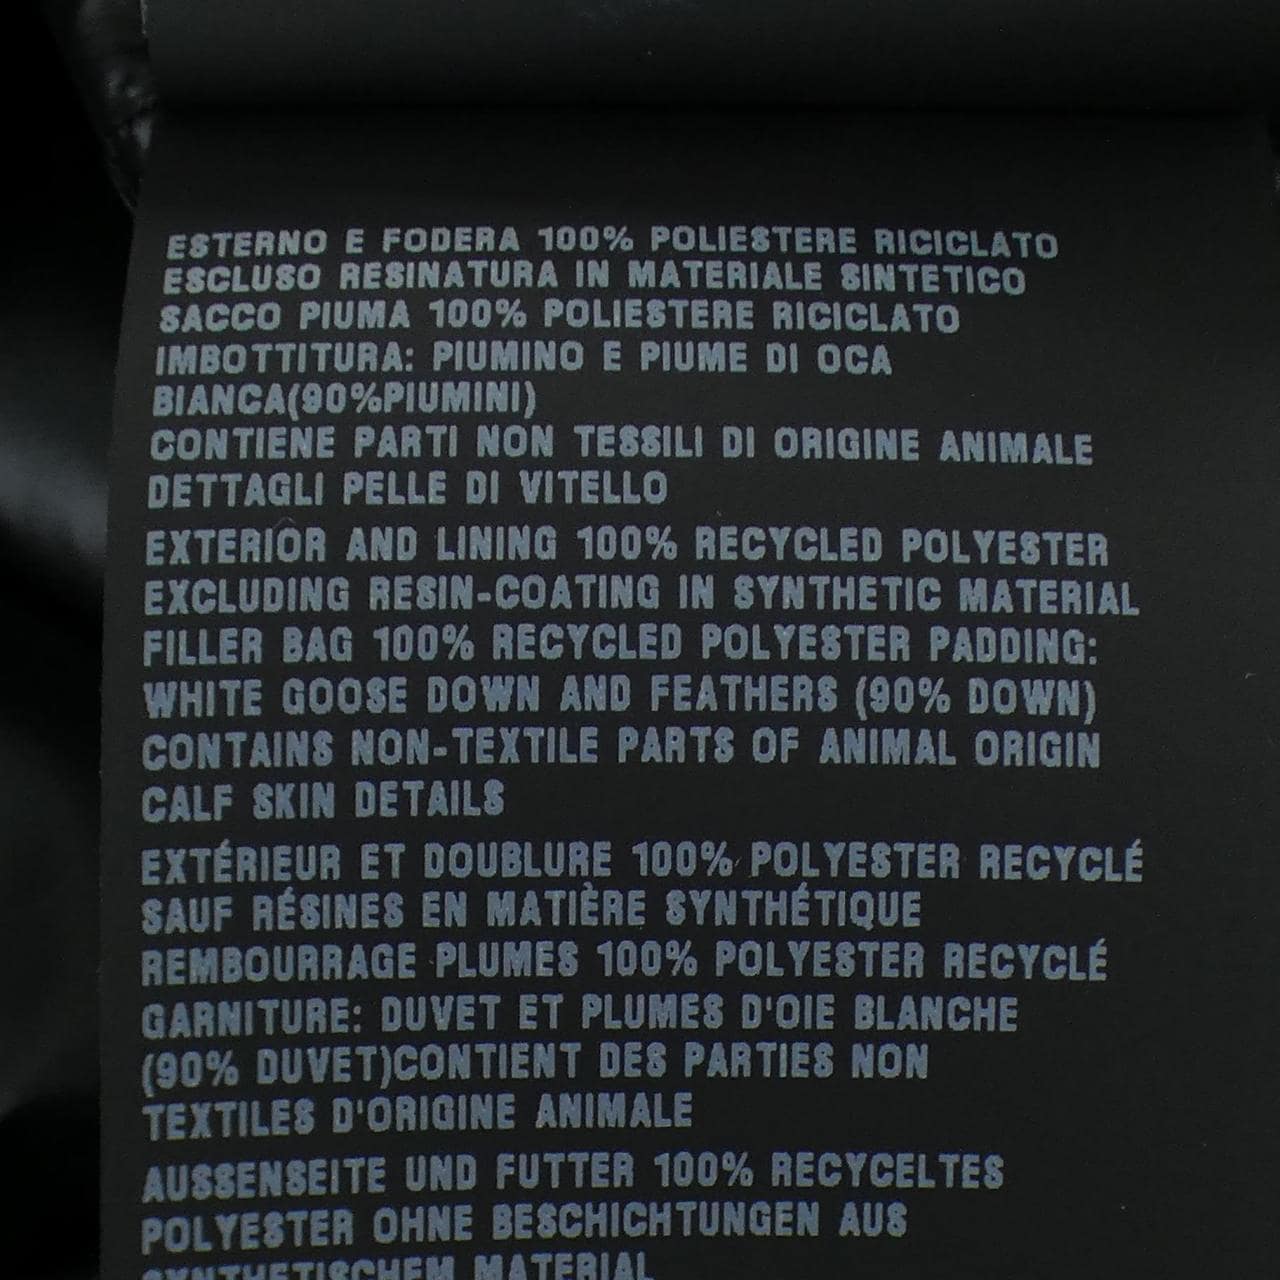 ESTERNO E FODERA 100% POLIESTERE RICICLATO
ESCLUSO RESINATURA IN MATERIALE SINTETICO
SACCO PIUMA 100% POLIESTERE RICICLATO
IMBOTTITURA: PIUMINO E PIUME DI OCA
BIANCA(90%PIUMINI)
CONTIENE PARTI NON TESSILI DI ORIGINE ANIMALE
DETTAGLI PELLE DI VITELLO
EXTERIOR AND LINING 100% RECYCLED POLYESTER
EXCLUDING RESIN-COATING IN SYNTHETIC MATERIAL
FILLER BAG 100% RECYCLED POLYESTER PADDING:
WHITE GOOSE DOWN AND FEATHERS (90% DOWN)
CONTAINS NON-TEXTILE PARTS OF ANIMAL ORIGIN
CALF SKIN DETAILS
EXTÉRIEUR ET DOUBLURE 100% POLYESTER RECYCLÉ
SAUF RÉSINES EN MATIÈRE SYNTHÉTIQUE
REMBOURRAGE PLUMES 100% POLYESTER RECYCLÉ
GARNITURE: DUVET ET PLUMES D'OIE BLANCHE
(90% DUVET)CONTIENT DES PARTIES NON
TEXTILES D'ORIGINE ANIMALE
AUSSENSEITE UND FUTTER 100% RECYCELTES
POLYESTER OHNE BESCHICHTUNGEN AUS
SYNTHETISCHEM MATERIAL